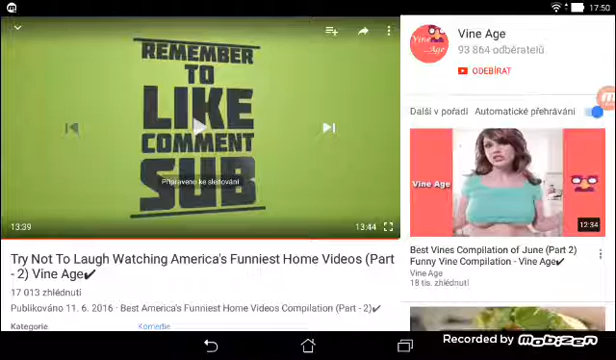 17:50
REMEMBER
TO
LIKE
COMMENT
SUB
Připraveno ke sledování
13:39
13:44
Try Not To Laugh Watching America's Funniest Home Videos (Part
- 2) Vine Age✔
17 013 zhlédnutí
Publikováno 11. 6. 2016 · Best America's Funniest Home Videos Compilation (Part - 2)✔
Kategorie
Komedie
Vine Age
Vine Age
93 864 odběratelů
ODEBÍRAT
Další v pořadí
Automatické přehrávání
Vine Age
12:34
Best Vines Compilation of June (Part 2)
Funny Vine Compilation - Vine Age✔
Vine Age
18 tis. zhlédnutí
Recorded by mobizen